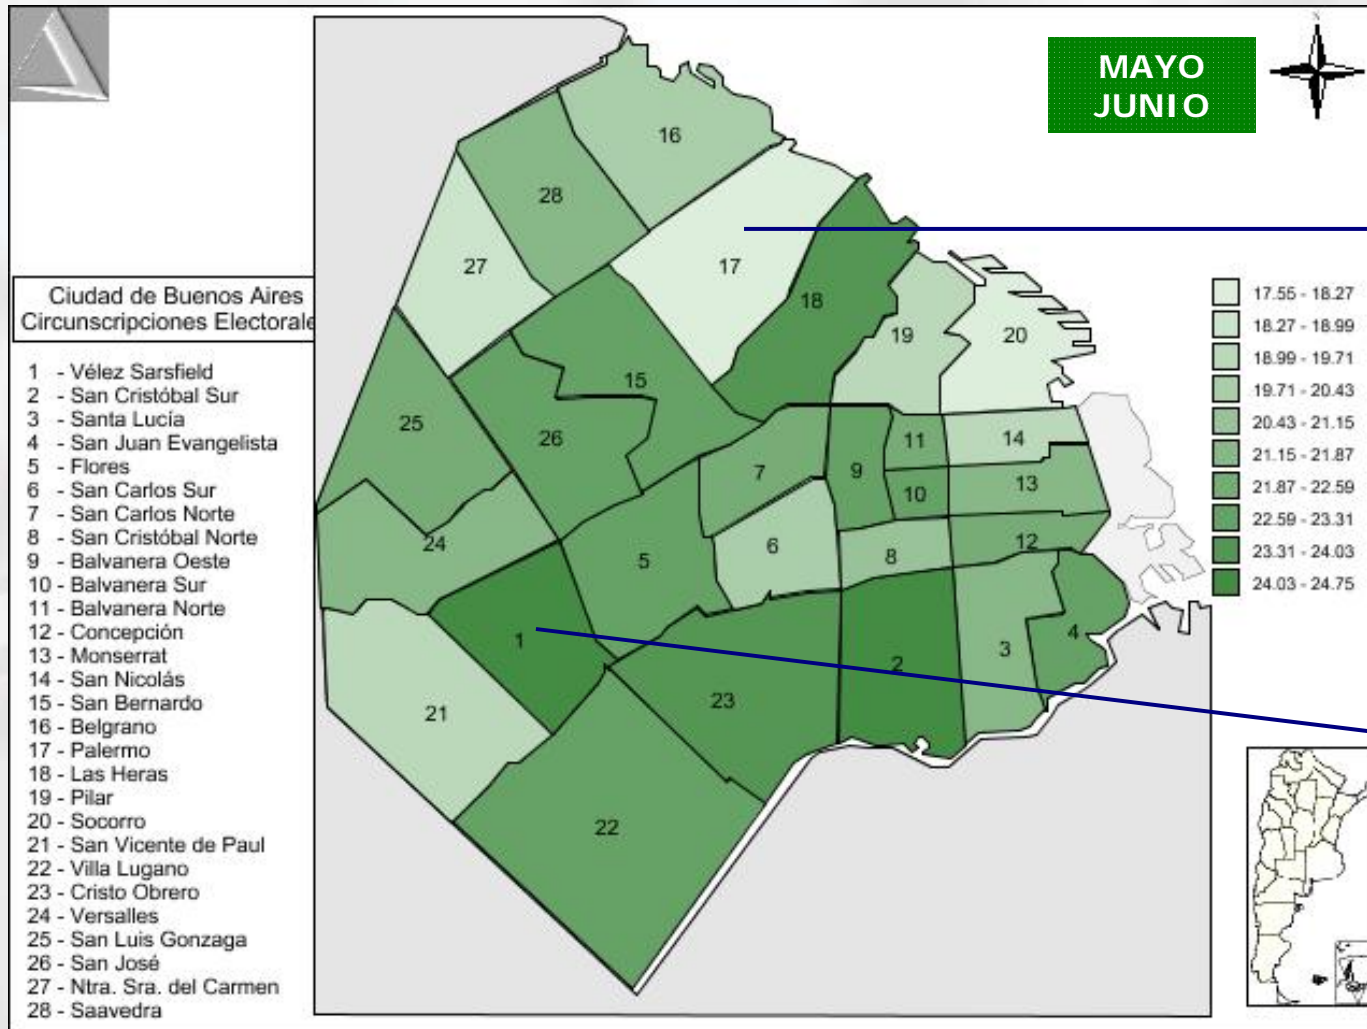 MAYO
JUNIO
N
Ciudad de Buenos Aires
Circunscripciones Electorale
1 - Vélez Sarsfield
2 - San Cristóbal Sur
3 - Santa Lucía
4 - San Juan Evangelista
5 - Flores
6 - San Carlos Sur
7 - San Carlos Norte
8 - San Cristóbal Norte
9 - Balvanera Oeste
10 - Balvanera Sur
11 - Balvanera Norte
12 - Concepción
13 - Monserrat
14 - San Nicolás
15 - San Bernardo
16 - Belgrano
17 - Palermo
18 - Las Heras
19 - Pilar
20 - Socorro
21 - San Vicente de Paul
22 - Villa Lugano
23 - Cristo Obrero
24 - Versalles
25 - San Luis Gonzaga
26 - San José
27 - Ntra. Sra. del Carmen
28 - Saavedra
16
28
27
17
18
19
20
15
25
26
11
14
7
9
10
13
24
6
8
12
5
1
2
3
4
21
23
22
17.55 - 18.27
18.27 - 18.99
18.99 - 19.71
19.71 - 20.43
20.43 - 21.15
21.15 - 21.87
21.87 - 22.59
22.59 - 23.31
23.31 - 24.03
24.03 - 24.75